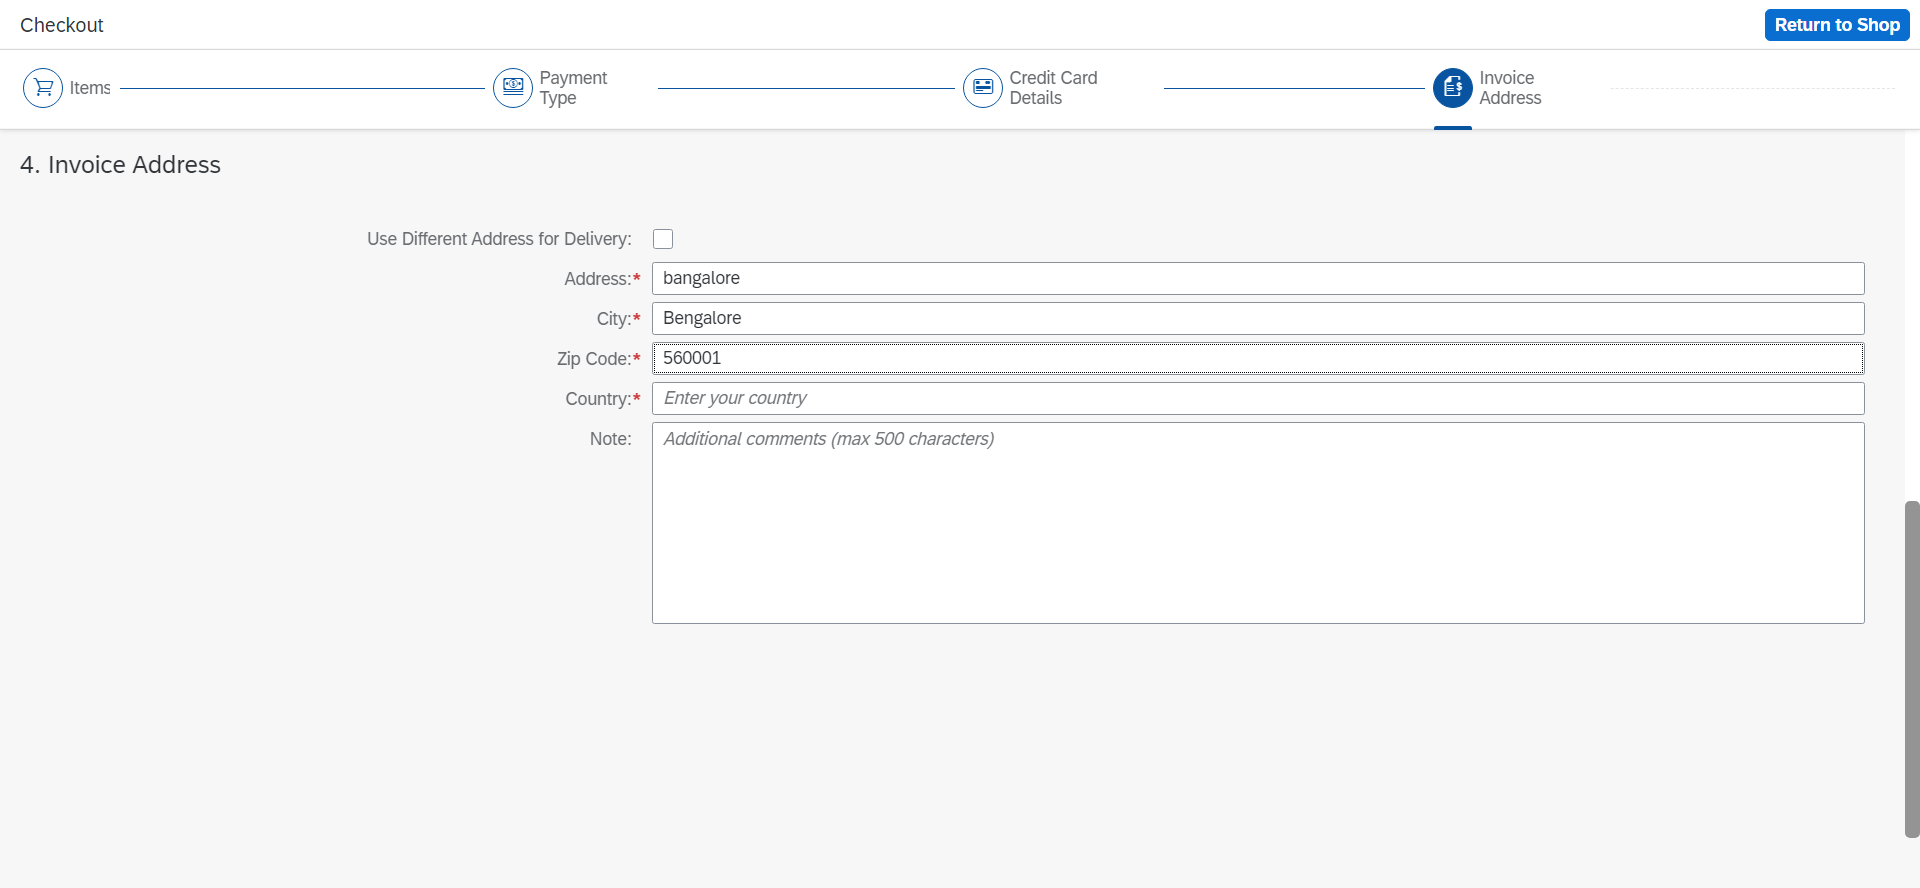 Checkout
Return to Shop
Items
Payment
Type
Credit Card
Details
Invoice
Address
4. Invoice Address
Use Different Address for Delivery:
Address:*
bangalore
City:*
Bengalore
Zip Code:*
560001
Country:*
Enter your country
Note:
Additional comments (max 500 characters)